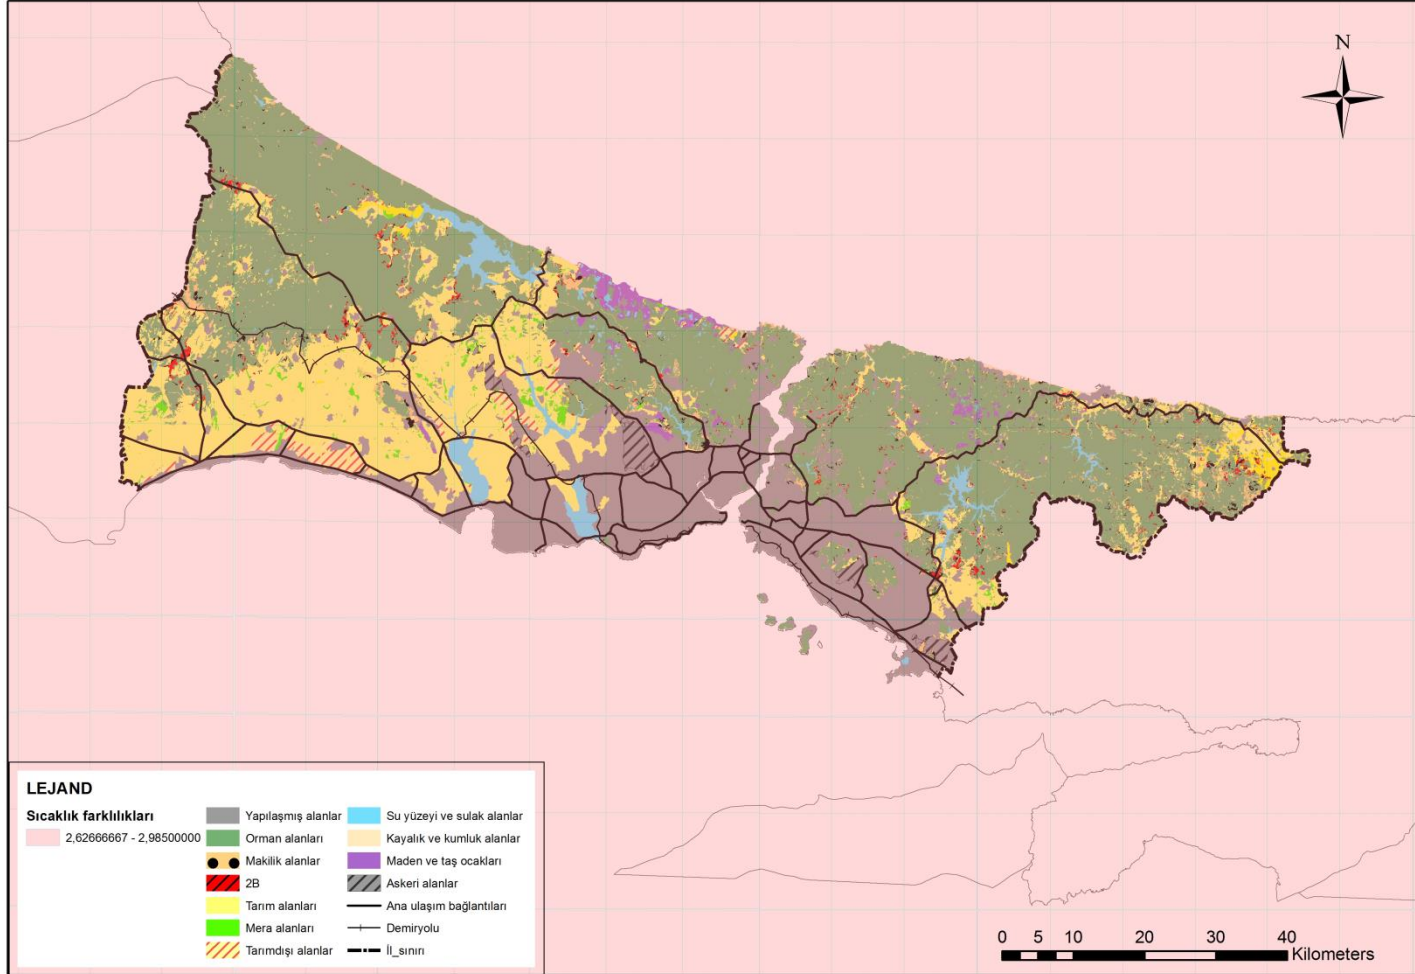 N
LEJAND
Sıcaklık farklılıkları
2,62666667 - 2,98500000
Yapılaşmış alanlar
Orman alanları
Makilik alanlar
2B
Tarım alanları
Mera alanları
Tarımdışı alanlar
Su yüzeyi ve sulak alanlar
Kayalık ve kumluk alanlar
Maden ve taş ocakları
Askeri alanlar
Ana ulaşım bağlantıları
Demiryolu
İl_sınırı
0 5 10 20 30 40
Kilometers